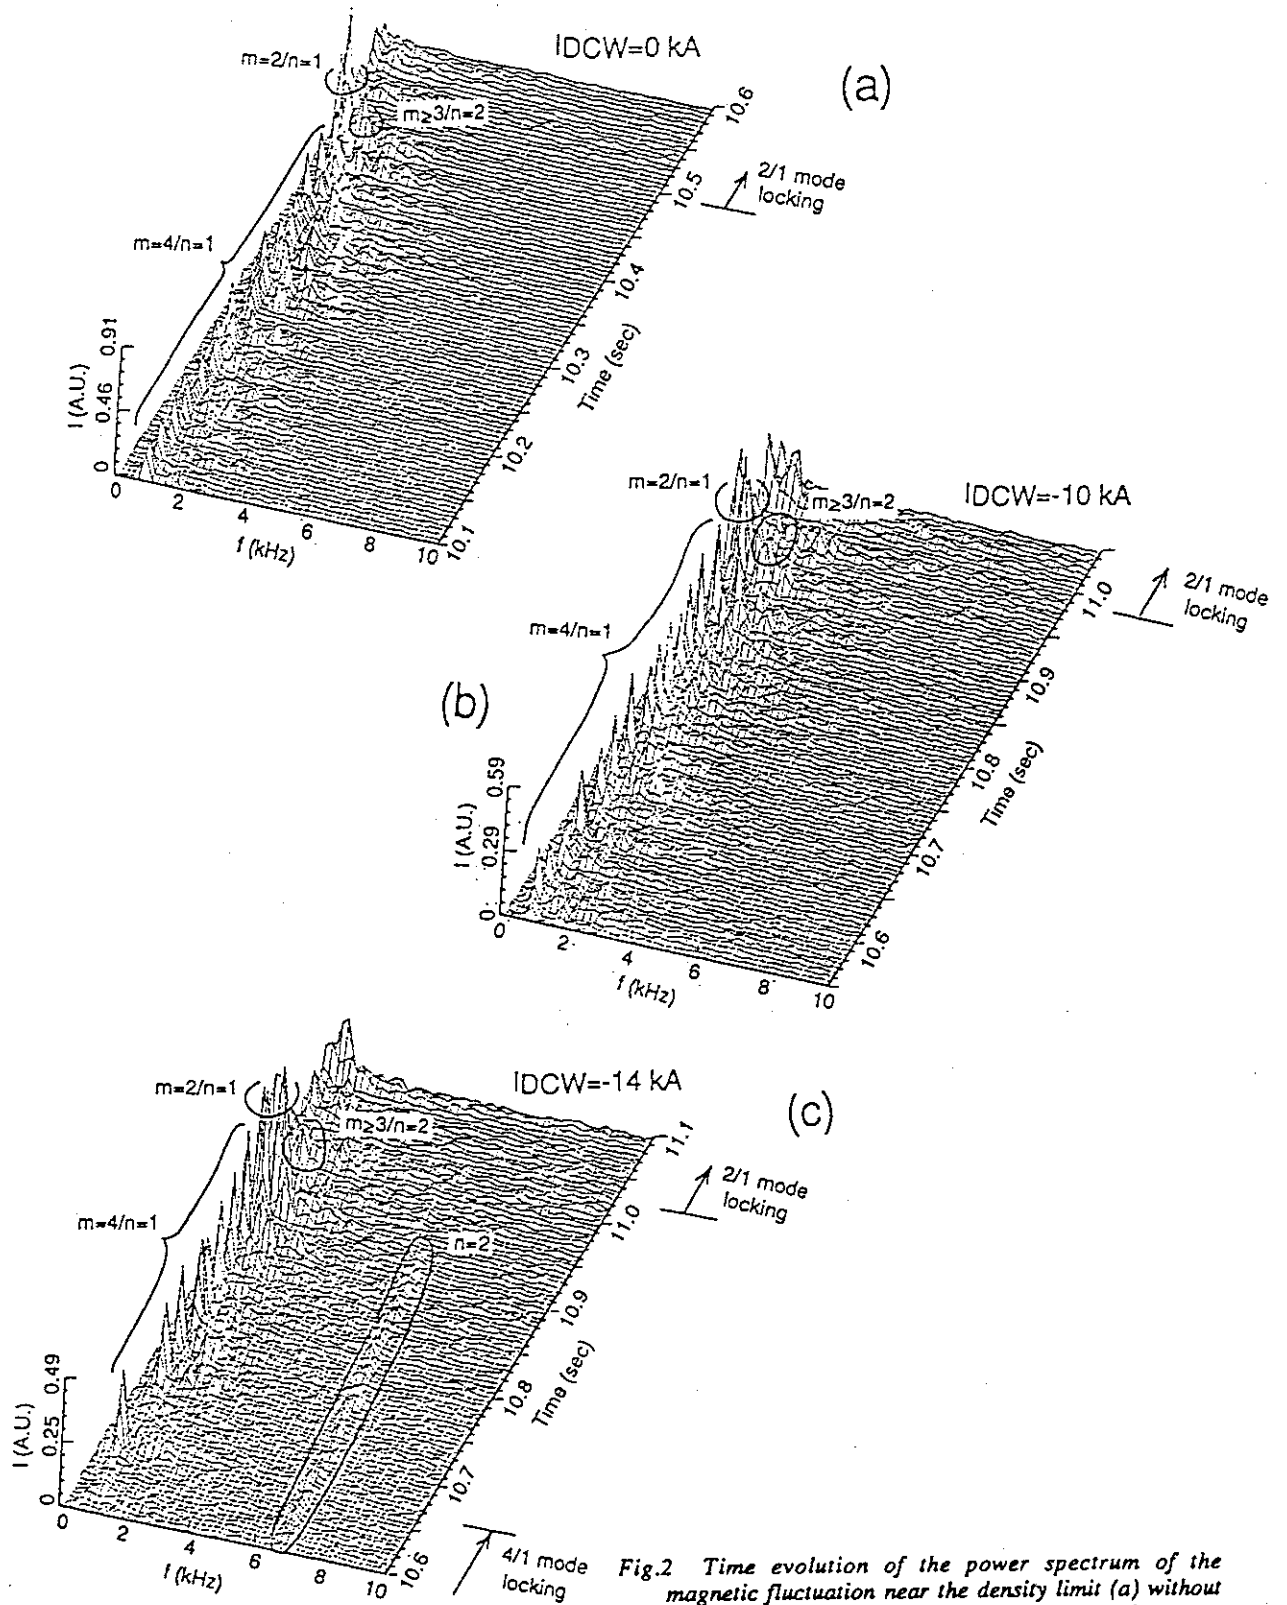 IDCW=0 kA
(a)
m=2/n=1
m≥3/n=2
m=4/n=1
2/1 mode
locking
I (A.U.)
0.91
0.46
0
0
2
4
6
8
10
f (kHz)
10.1
10.2
10.3
10.4
10.5
10.6
Time (sec)
IDCW=-10 kA
(b)
m=2/n=1
m≥3/n=2
m=4/n=1
2/1 mode
locking
I (A.U.)
0.59
0.29
0
0
2
4
6
8
10
f (kHz)
10.6
10.7
10.8
10.9
11.0
Time (sec)
IDCW=-14 kA
(c)
m=2/n=1
m≥3/n=2
m=4/n=1
n=2
2/1 mode
locking
I (A.U.)
0.49
0.25
0
0
2
4
6
8
10
f (kHz)
10.6
10.7
10.8
10.9
11.0
11.1
Time (sec)
4/1 mode
locking
Fig.2 Time evolution of the power spectrum of the
magnetic fluctuation near the density limit (a) without